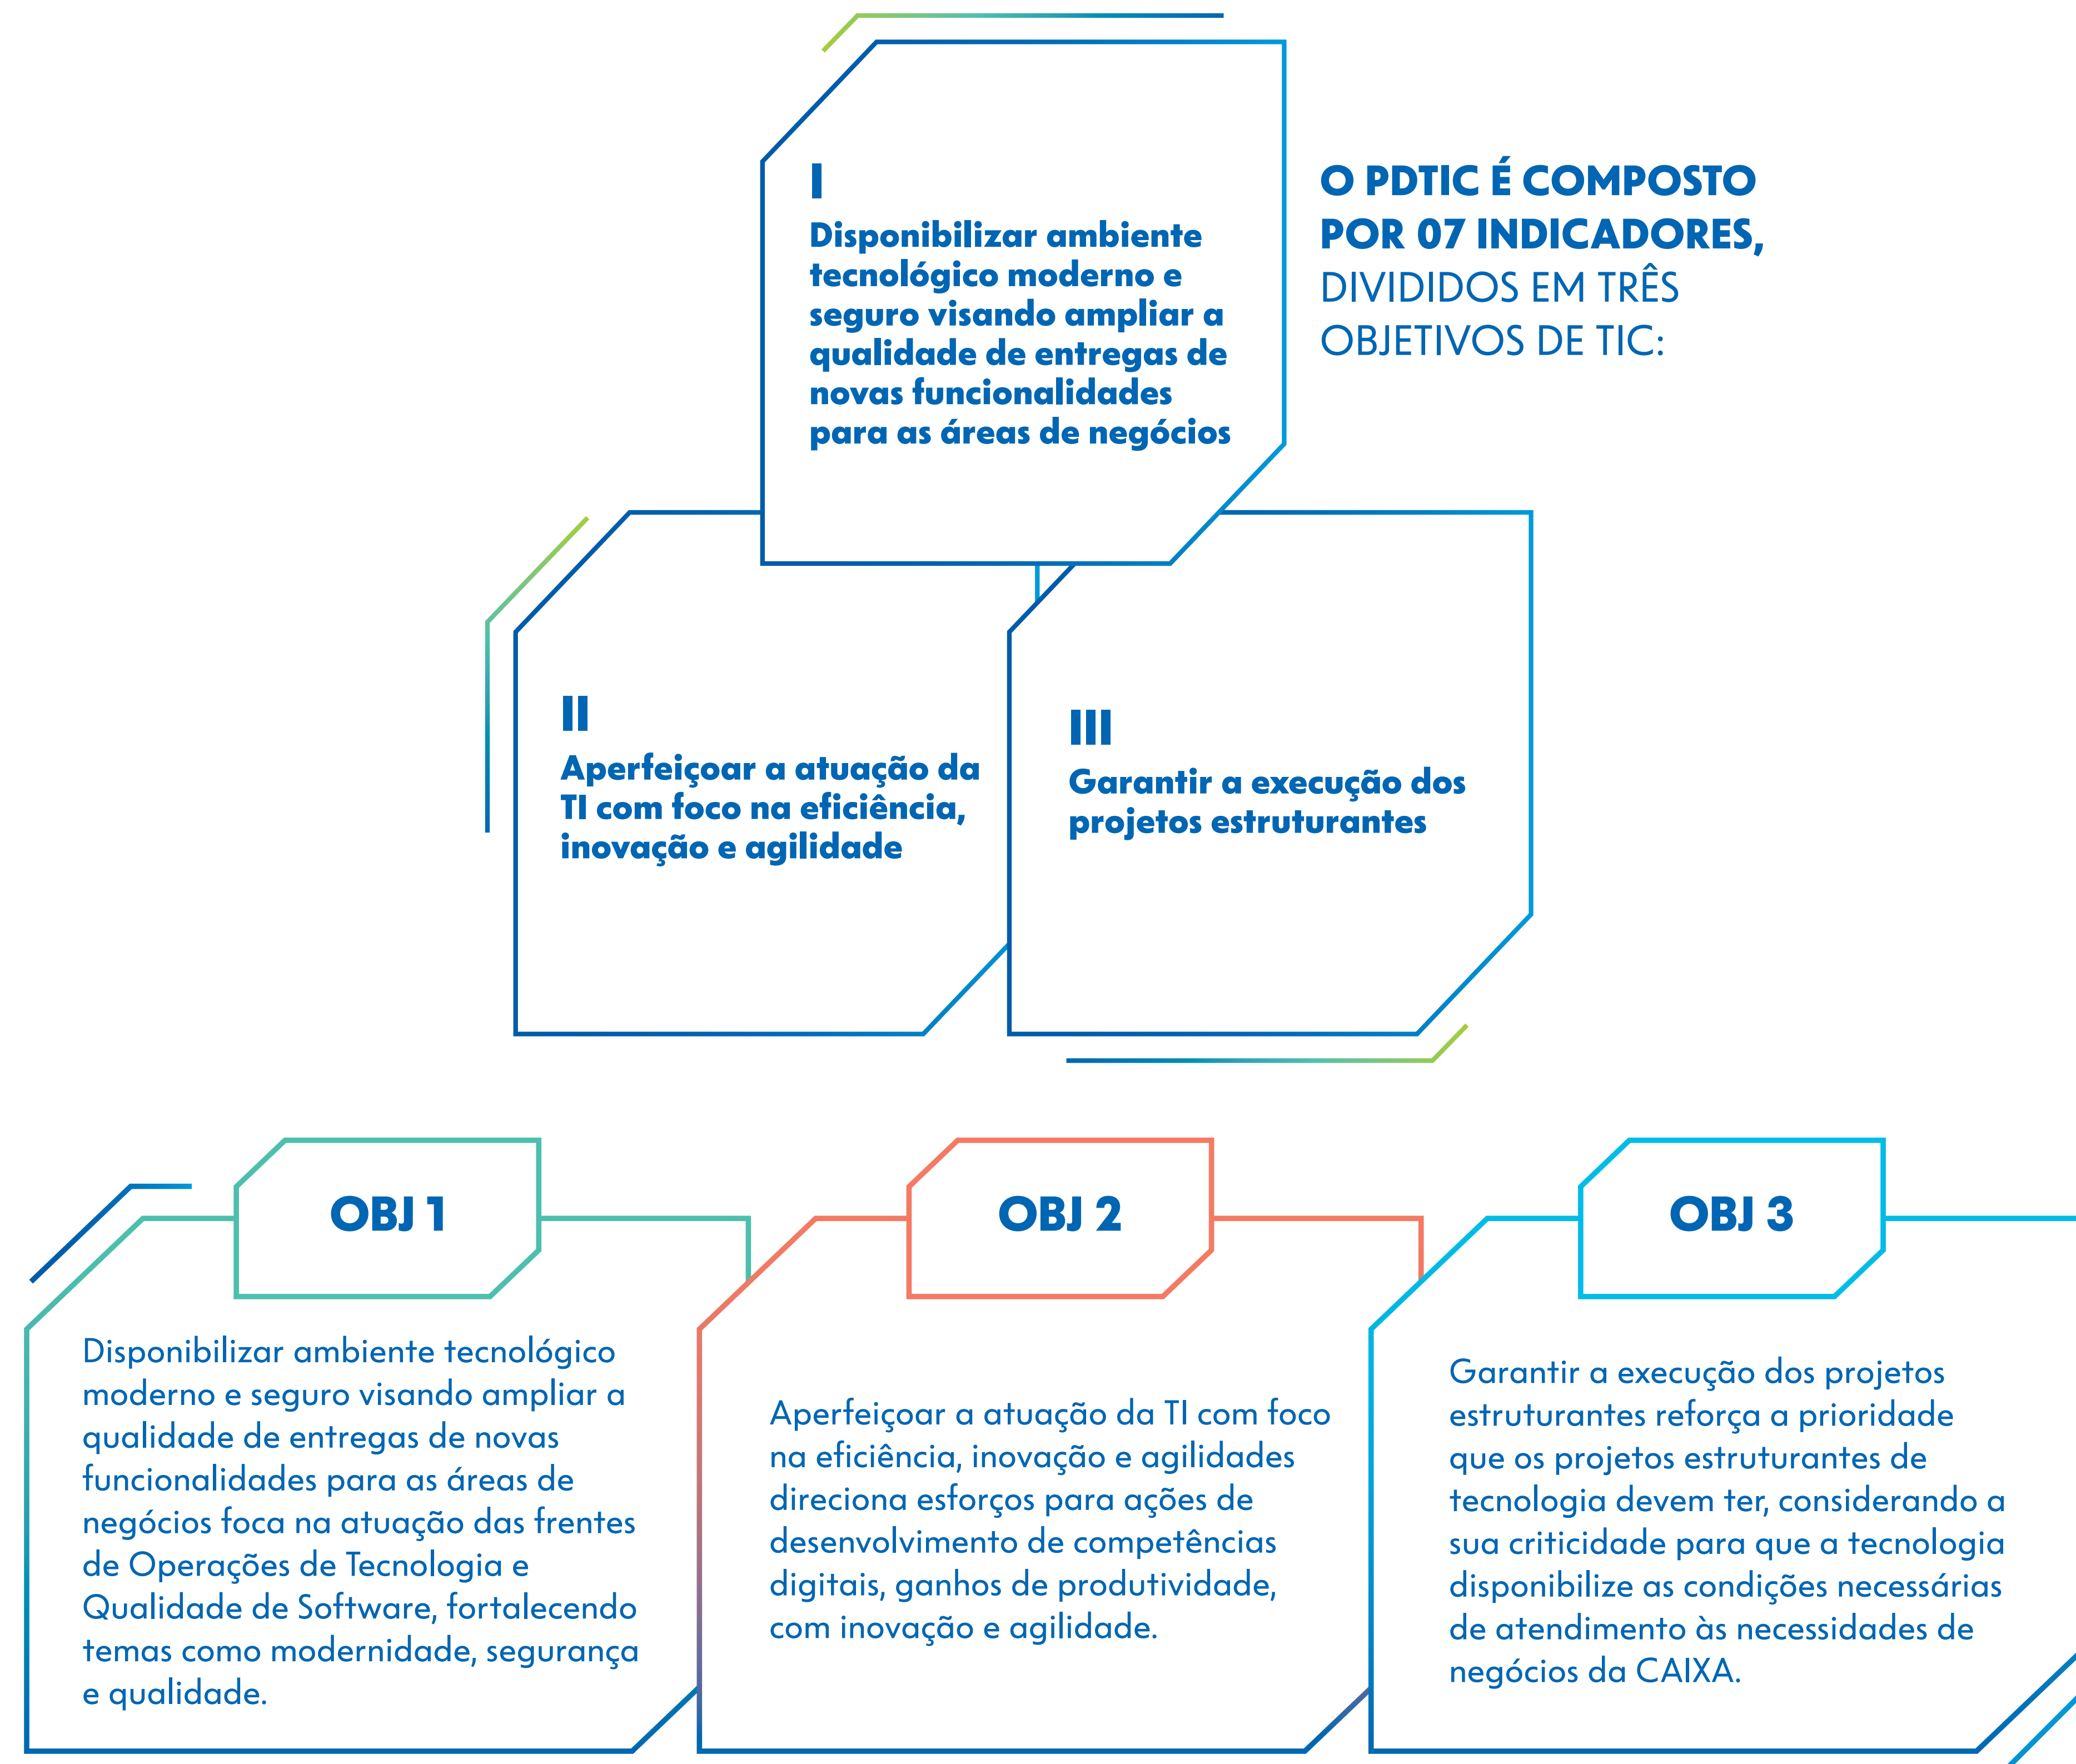 I
Disponibilizar ambiente
tecnológico moderno e
seguro visando ampliar a
qualidade de entregas de
novas funcionalidades
para as áreas de negócios
O PDTIC É COMPOSTO
POR 07 INDICADORES,
DIVIDIDOS EM TRÊS
OBJETIVOS DE TIC:
II
Aperfeiçoar a atuação da
TI com foco na eficiência,
inovação e agilidade
III
Garantir a execução dos
projetos estruturantes
OBJ 1
Disponibilizar ambiente tecnológico
moderno e seguro visando ampliar a
qualidade de entregas de novas
funcionalidades para as áreas de
negócios foca na atuação das frentes
de Operações de Tecnologia e
Qualidade de Software, fortalecendo
temas como modernidade, segurança
e qualidade.
OBJ 2
Aperfeiçoar a atuação da TI com foco
na eficiência, inovação e agilidades
direciona esforços para ações de
desenvolvimento de competências
digitais, ganhos de produtividade,
com inovação e agilidade.
OBJ 3
Garantir a execução dos projetos
estruturantes reforça a prioridade
que os projetos estruturantes de
tecnologia devem ter, considerando a
sua criticidade para que a tecnologia
disponibilize as condições necessárias
de atendimento às necessidades de
negócios da CAIXA.